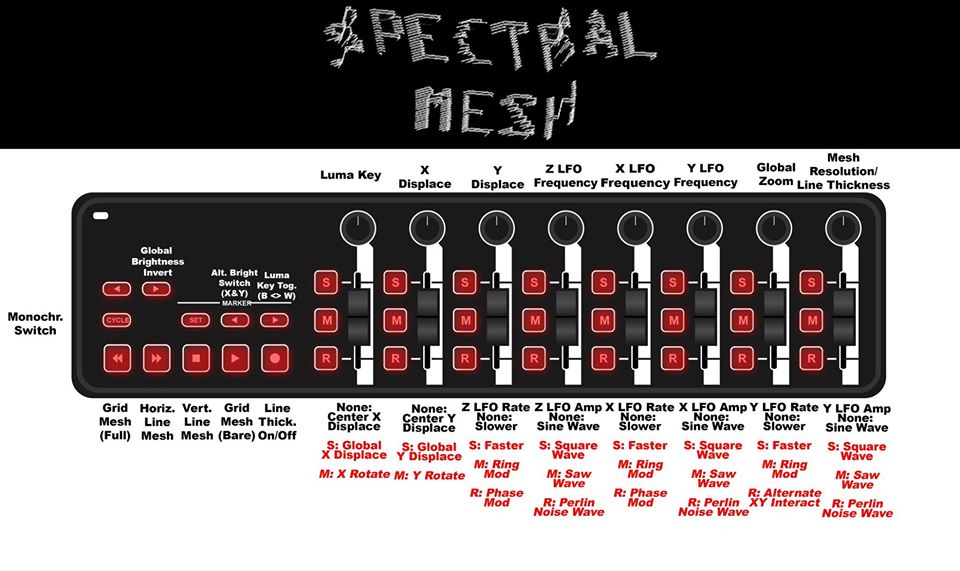 SPECTRAL
MESH
Luma Key
X
Displace
Y
Displace
Z LFO
Frequency
X LFO
Frequency
Y LFO
Frequency
Global
Zoom
Mesh
Resolution/
Line Thickness
Global
Brightness
Invert
Alt. Bright
Switch
(X&Y)
Luma
Key Tog.
(B <> W)
MARKER
Monochr.
Switch
CYCLE
SET
S S S S S S S S
M M M M M M M M
R R R R R R R R
Grid
Mesh
(Full)
Horiz.
Line
Mesh
Vert.
Line
Mesh
Grid
Mesh
(Bare)
Line
Thick.
On/Off
None:
Center X
Displace
S: Global
X Displace
M: X Rotate
None:
Center Y
Displace
S: Global
Y Displace
M: Y Rotate
Z LFO Rate
None:
Slower
S: Faster
M: Ring
Mod
R: Phase
Mod
Z LFO Amp
None:
Sine Wave
S: Square
Wave
M: Saw
Wave
R: Perlin
Noise Wave
X LFO Rate
None:
Slower
S: Faster
M: Ring
Mod
R: Phase
Mod
X LFO Amp
None:
Sine Wave
S: Square
Wave
M: Saw
Wave
R: Perlin
Noise Wave
Y LFO Rate
None:
Slower
S: Faster
M: Ring
Mod
R: Alternate
XY Interact
Y LFO Amp
None:
Sine Wave
S: Square
Wave
M: Saw
Wave
R: Perlin
Noise Wave